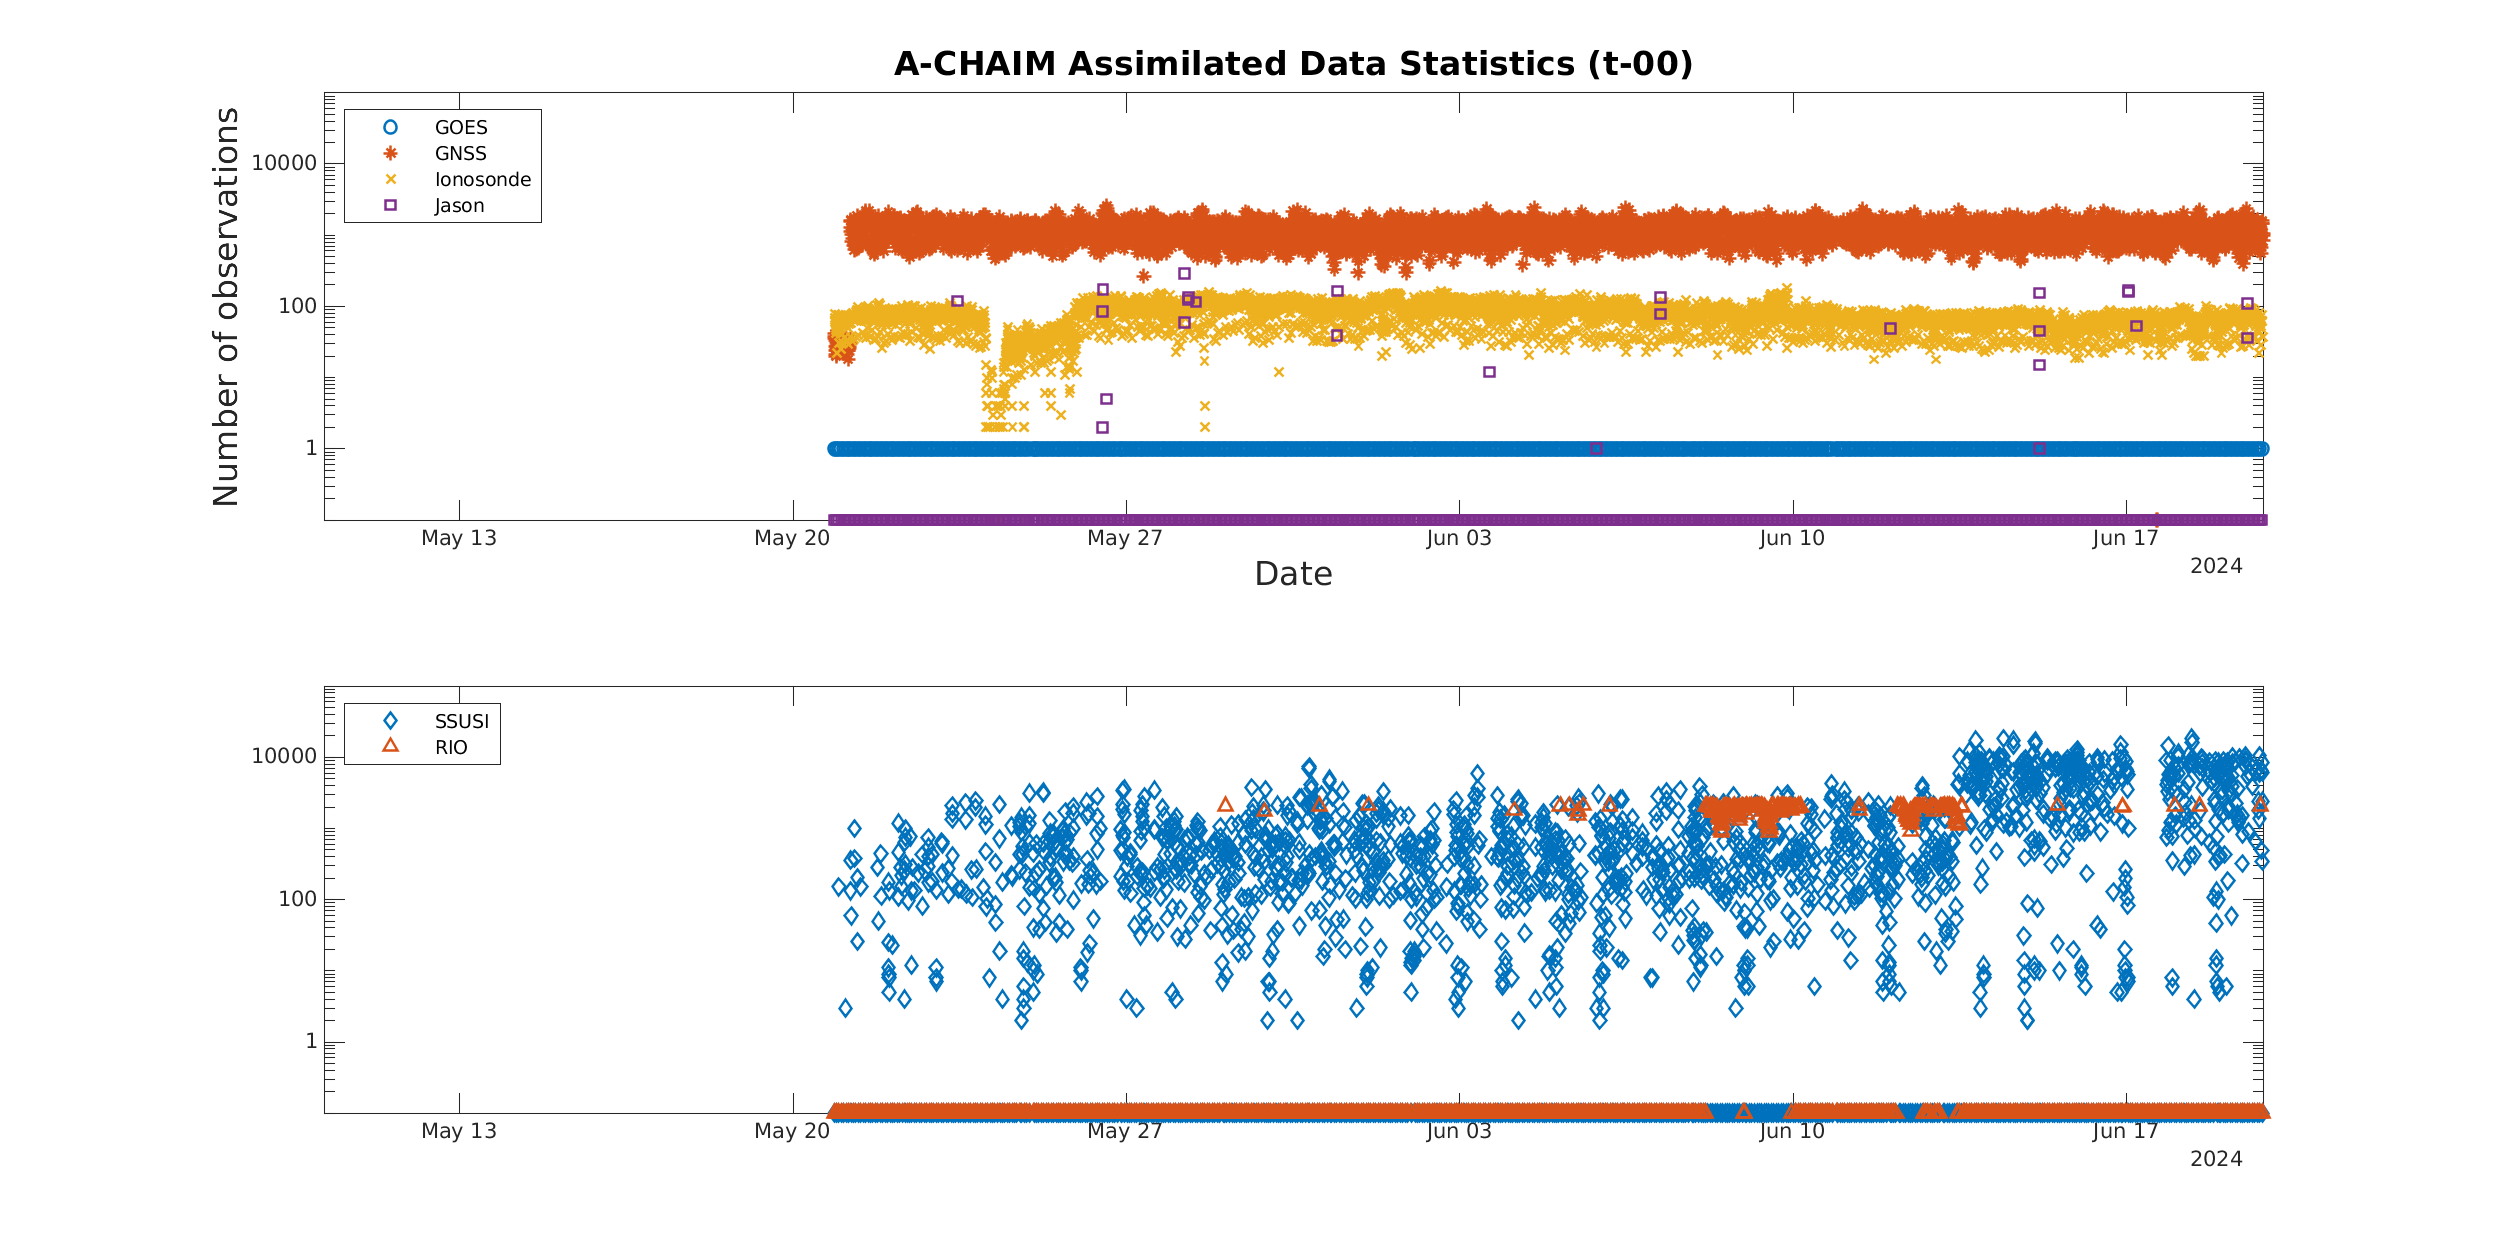 A-CHAIM Assimilated Data Statistics (t-00)
Number of observations
GOES
GNSS
Ionosonde
Jason
10000
100
1
May 13
May 20
May 27
Jun 03
Jun 10
Jun 17
2024
Date
SSUSI
RIO
10000
100
1
May 13
May 20
May 27
Jun 03
Jun 10
Jun 17
2024